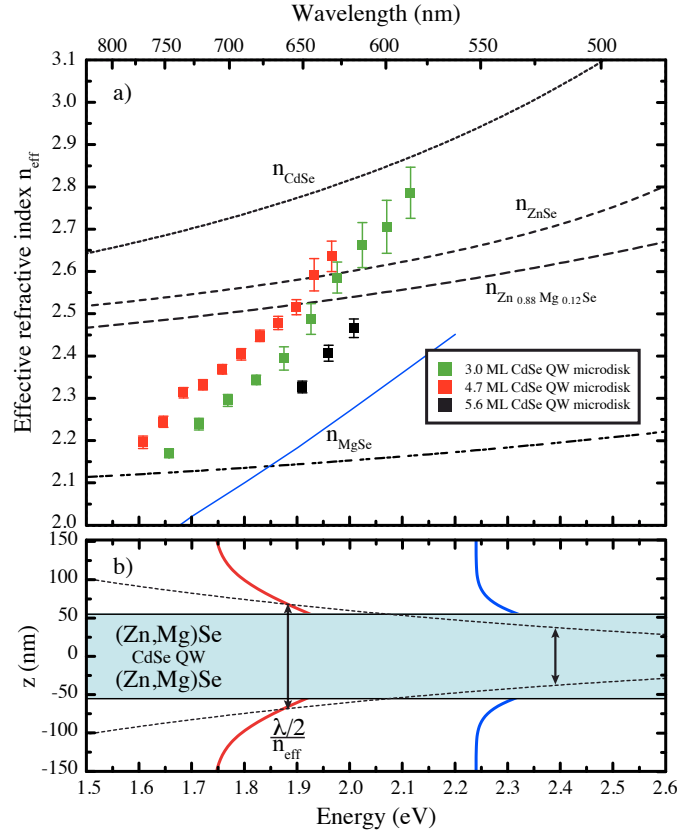 Wavelength (nm)
800 750 700 650 600 550 500
3.1
3.0
2.9
2.8
2.7
2.6
2.5
2.4
2.3
2.2
2.1
2.0
Effective refractive index n_eff
a)
n_CdSe
n_ZnSe
n_Zn 0.88 Mg 0.12 Se
3.0 ML CdSe QW microdisk
4.7 ML CdSe QW microdisk
5.6 ML CdSe QW microdisk
n_MgSe
150
100
50
0
-50
-100
-150
z (nm)
b)
(Zn,Mg)Se
CdSe QW
(Zn,Mg)Se
λ/2
n_eff
1.5 1.6 1.7 1.8 1.9 2.0 2.1 2.2 2.3 2.4 2.5 2.6
Energy (eV)